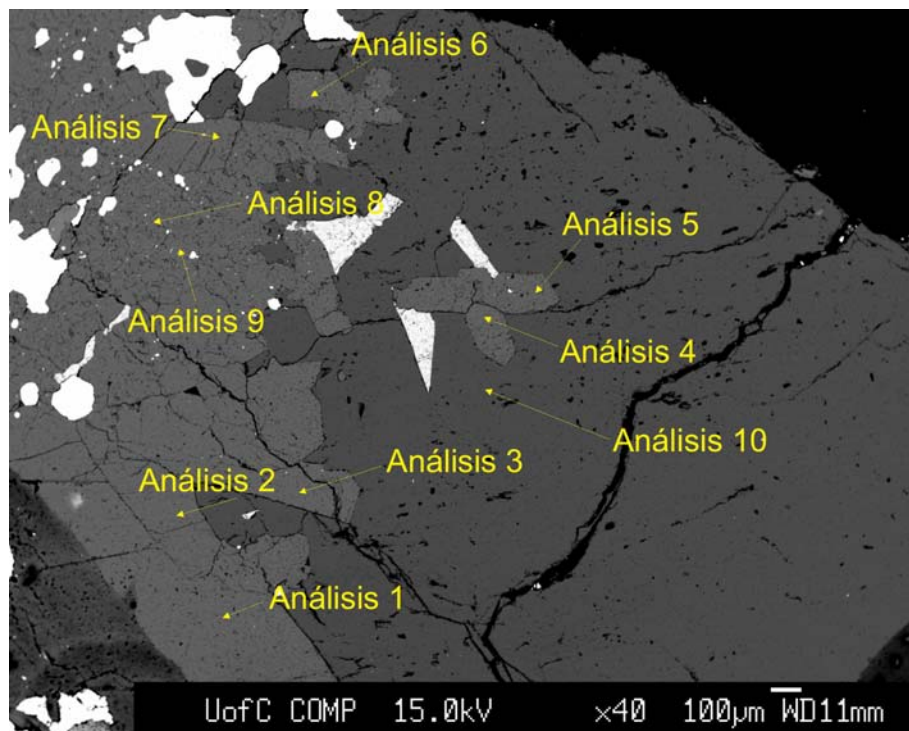 Análisis 6
Análisis 7
Análisis 8
Análisis 5
Análisis 9
Análisis 4
Análisis 10
Análisis 3
Análisis 2
Análisis 1
UofC COMP 15.0kV ×40 100µm WD11mm